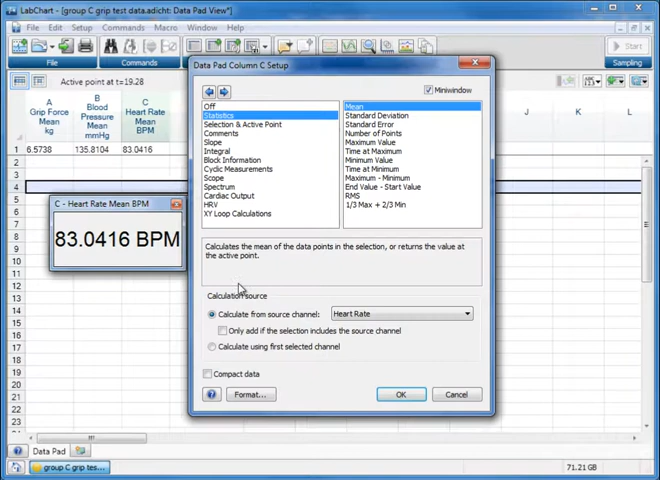 LabChart - [group C grip test data.adicht: Data Pad View*]
File Edit Setup Commands Macro Window Help
File Commands Start Sampling
Active point at t=19.28
A Grip Force Mean kg
B Blood Pressure Mean mmHg
C Heart Rate Mean BPM
J K L
1 6.5738 135.8104 83.0416
2
3
4
5
6
7
8
9
10
11
12
13
14
15
16
17
18
19
20
21
22
23
24
C - Heart Rate Mean BPM
83.0416 BPM
Data Pad Column C Setup
Miniwindow
Off
Statistics
Selection & Active Point
Comments
Slope
Integral
Block Information
Cyclic Measurements
Scope
Spectrum
Cardiac Output
HRV
XY Loop Calculations
Mean
Standard Deviation
Standard Error
Number of Points
Maximum Value
Time at Maximum
Minimum Value
Time at Minimum
Maximum - Minimum
End Value - Start Value
RMS
1/3 Max + 2/3 Min
Calculates the mean of the data points in the selection, or returns the value at
the active point.
Calculation source
Calculate from source channel: Heart Rate
Only add if the selection includes the source channel
Calculate using first selected channel
Compact data
Format... OK Cancel
Data Pad
group C grip tes... 71.21 GB